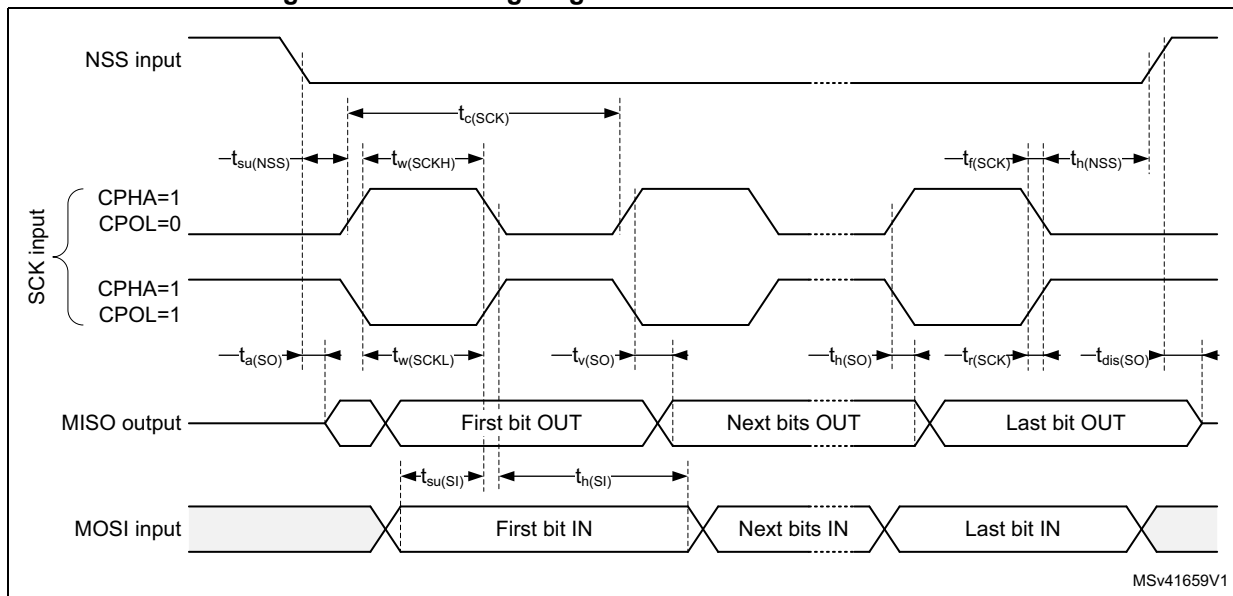 NSS input
tc(SCK)
tsu(NSS) tw(SCKH) tf(SCK) th(NSS)
SCK input
CPHA=1
CPOL=0
CPHA=1
CPOL=1
ta(SO) tw(SCKL) tv(SO) th(SO) tr(SCK) tdis(SO)
MISO output First bit OUT Next bits OUT Last bit OUT
tsu(SI) th(SI)
MOSI input First bit IN Next bits IN Last bit IN
MSv41659V1